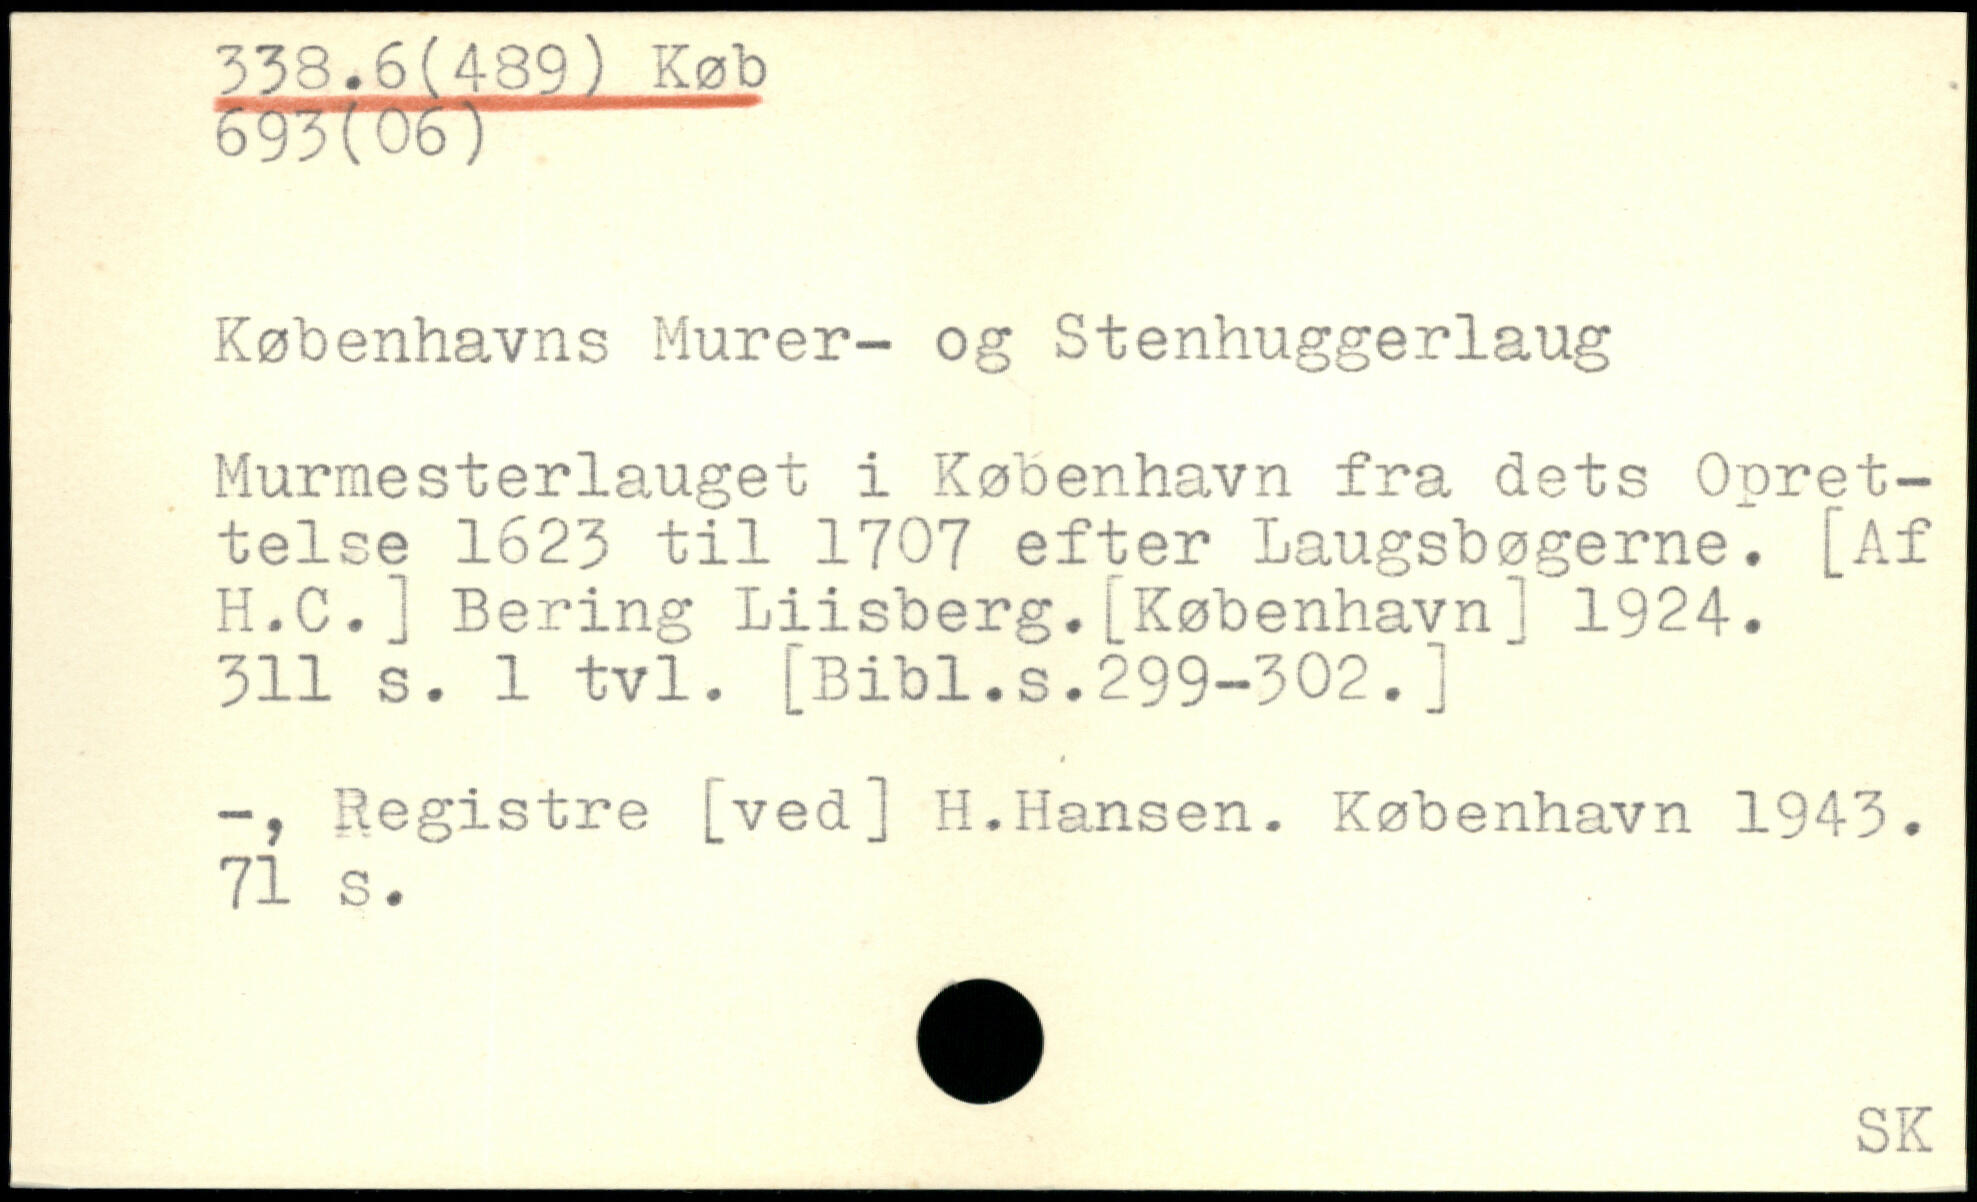 338.6(489) Køb
693(06)
Københavns Murer- og Stenhuggerlaug
Murmesterlauget i København fra dets Opret-
telse 1623 til 1707 efter Laugsbøgerne. [Af
H.C.] Bering Liisberg.[København] 1924.
311 s. 1 tvl. [Bibl.s.299-302.]
-, Registre [ved] H.Hansen. København 1943.
71 s.
SK